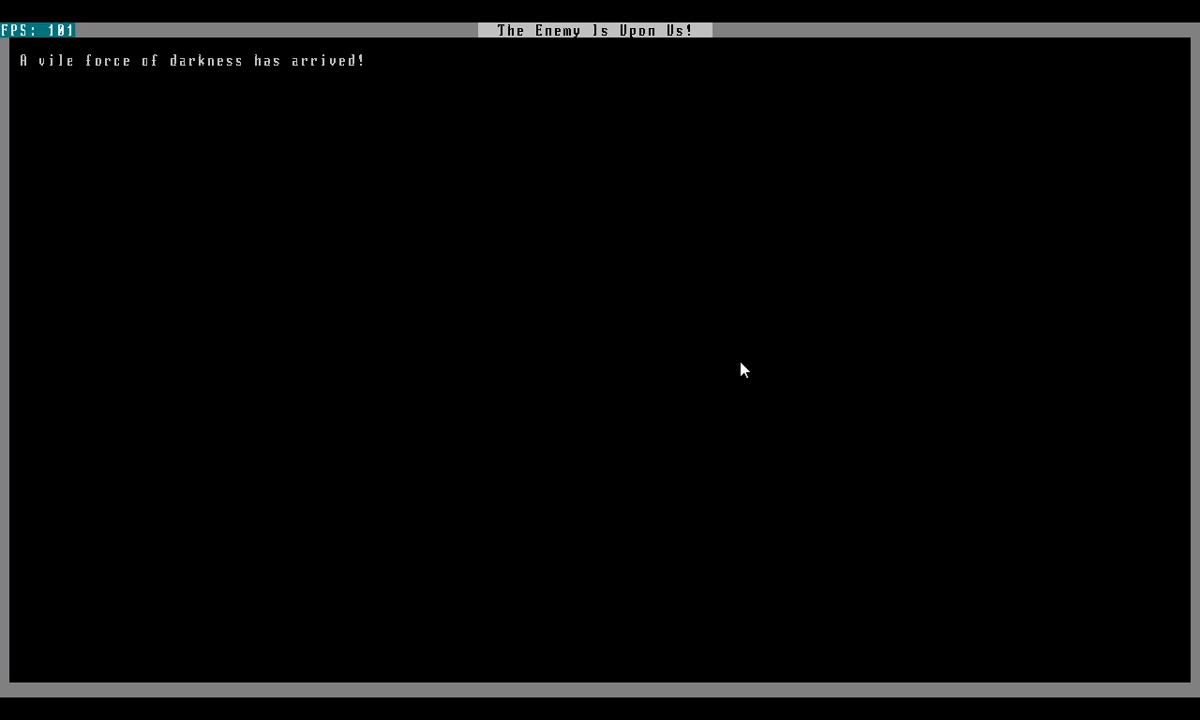 FPS: 101
The Enemy Is Upon Us!
A vile force of darkness has arrived!